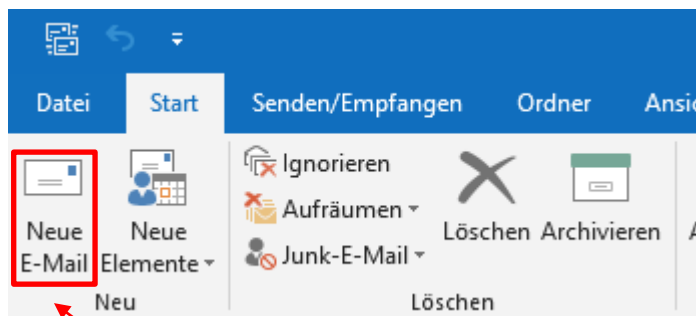 Datei Start Senden/Empfangen Ordner
Neue E-Mail
Neue Elemente
Ignorieren
Aufräumen
Junk-E-Mail
Löschen
Archivieren
Neu
Löschen